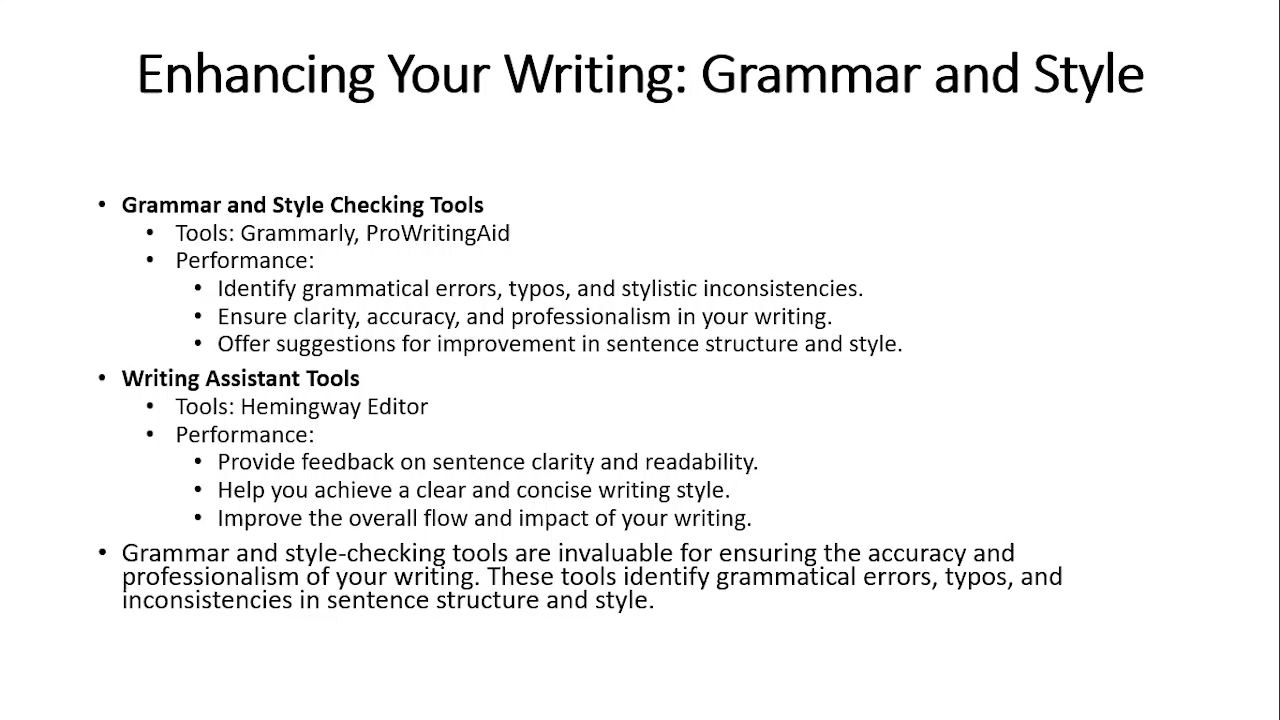 Enhancing Your Writing: Grammar and Style
• Grammar and Style Checking Tools
• Tools: Grammarly, ProWritingAid
• Performance:
• Identify grammatical errors, typos, and stylistic inconsistencies.
• Ensure clarity, accuracy, and professionalism in your writing.
• Offer suggestions for improvement in sentence structure and style.
• Writing Assistant Tools
• Tools: Hemingway Editor
• Performance:
• Provide feedback on sentence clarity and readability.
• Help you achieve a clear and concise writing style.
• Improve the overall flow and impact of your writing.
• Grammar and style-checking tools are invaluable for ensuring the accuracy and
professionalism of your writing. These tools identify grammatical errors, typos, and
inconsistencies in sentence structure and style.